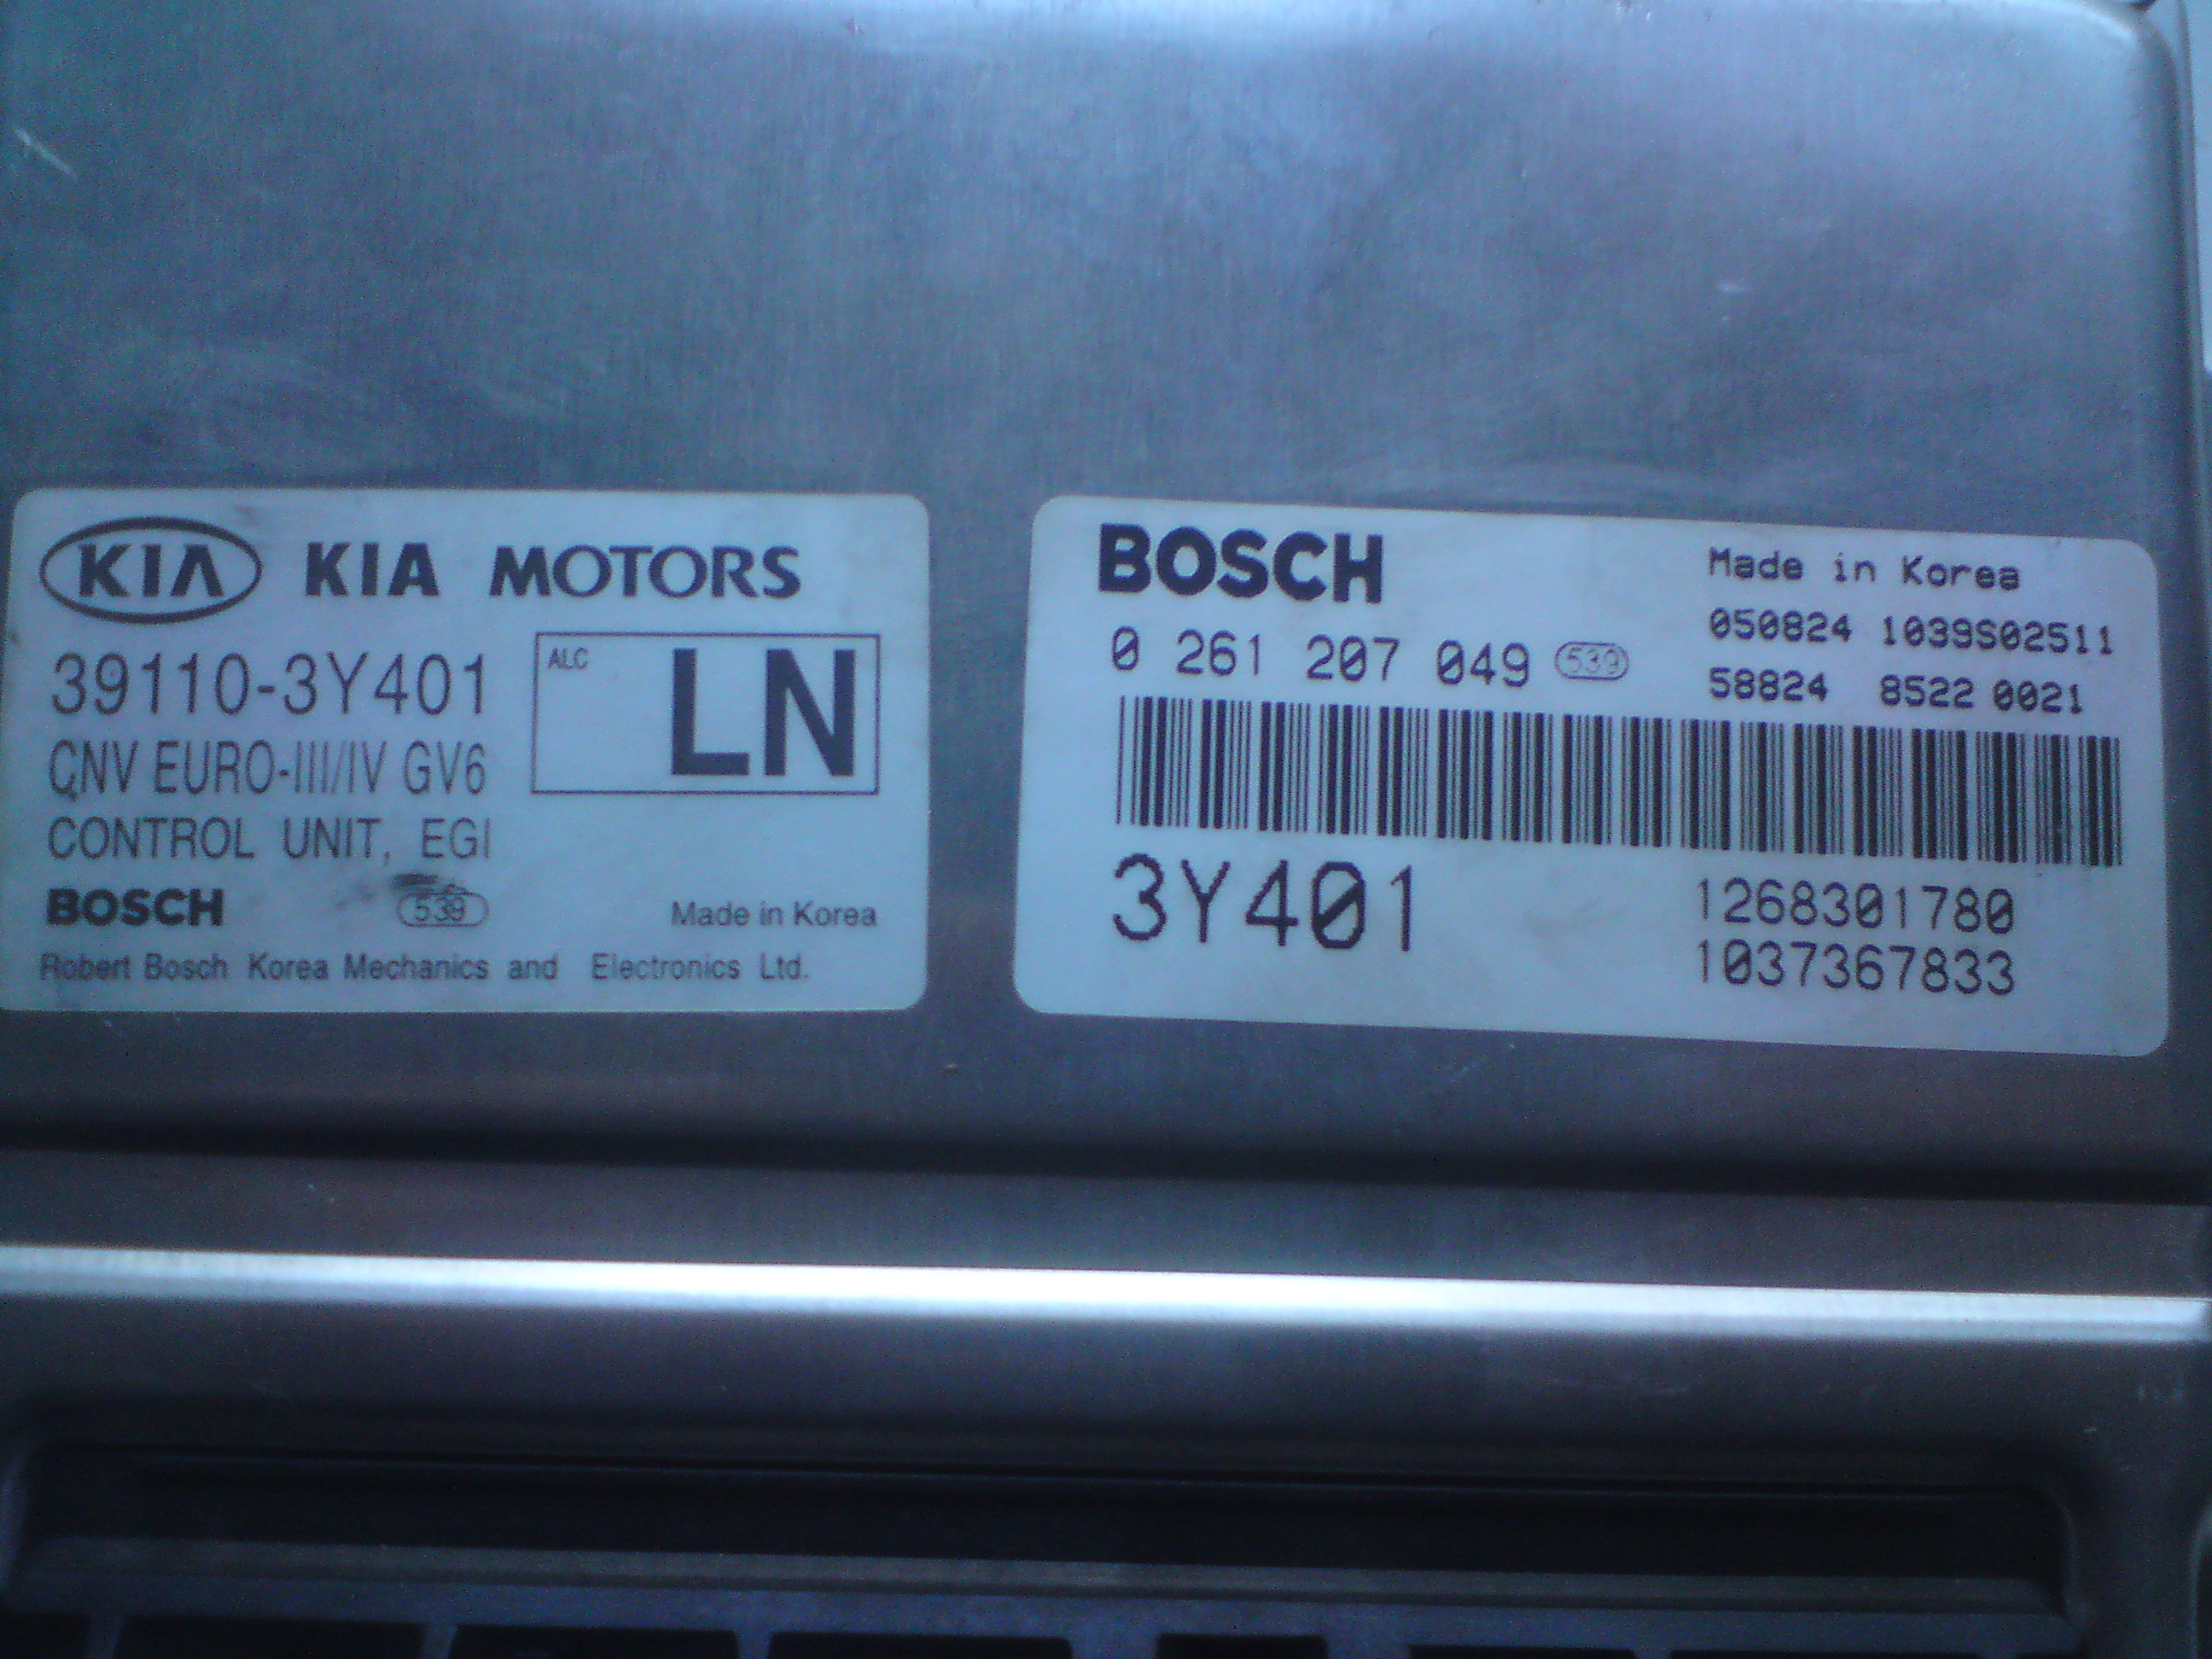 KIA KIA MOTORS
39110-3Y401
ALC LN
CNV EURO-III/IV GV6
CONTROL UNIT, EGI
BOSCH 539 Made in Korea
Robert Bosch Korea Mechanics and Electronics Ltd.
BOSCH
Made in Korea
0 261 207 049 539
050824 1039S02511
58824 8522 0021
3Y401
1268301780
1037367833